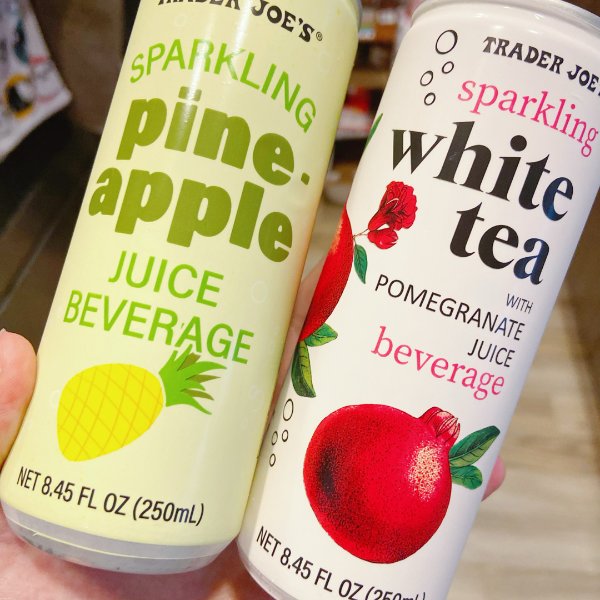 TRADER JOE'S®
SPARKLING
pine-
apple
JUICE
BEVERAGE
NET 8.45 FL OZ (250mL)
TRADER JOE'S
sparkling
white
tea
WITH
POMEGRANATE
JUICE
beverage
NET 8.45 FL OZ (250mL)